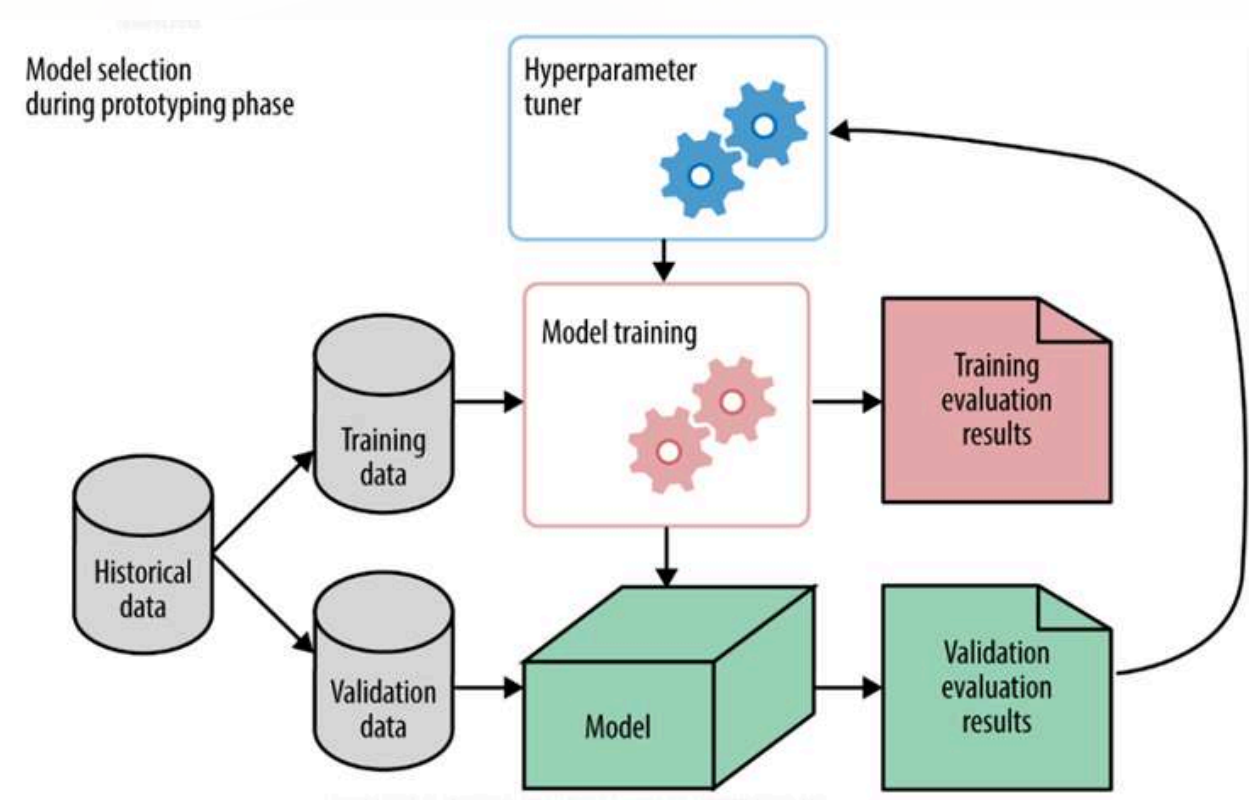 Model selection
during prototyping phase
Hyperparameter
tuner
Model training
Training
evaluation
results
Training
data
Historical
data
Validation
data
Model
Validation
evaluation
results